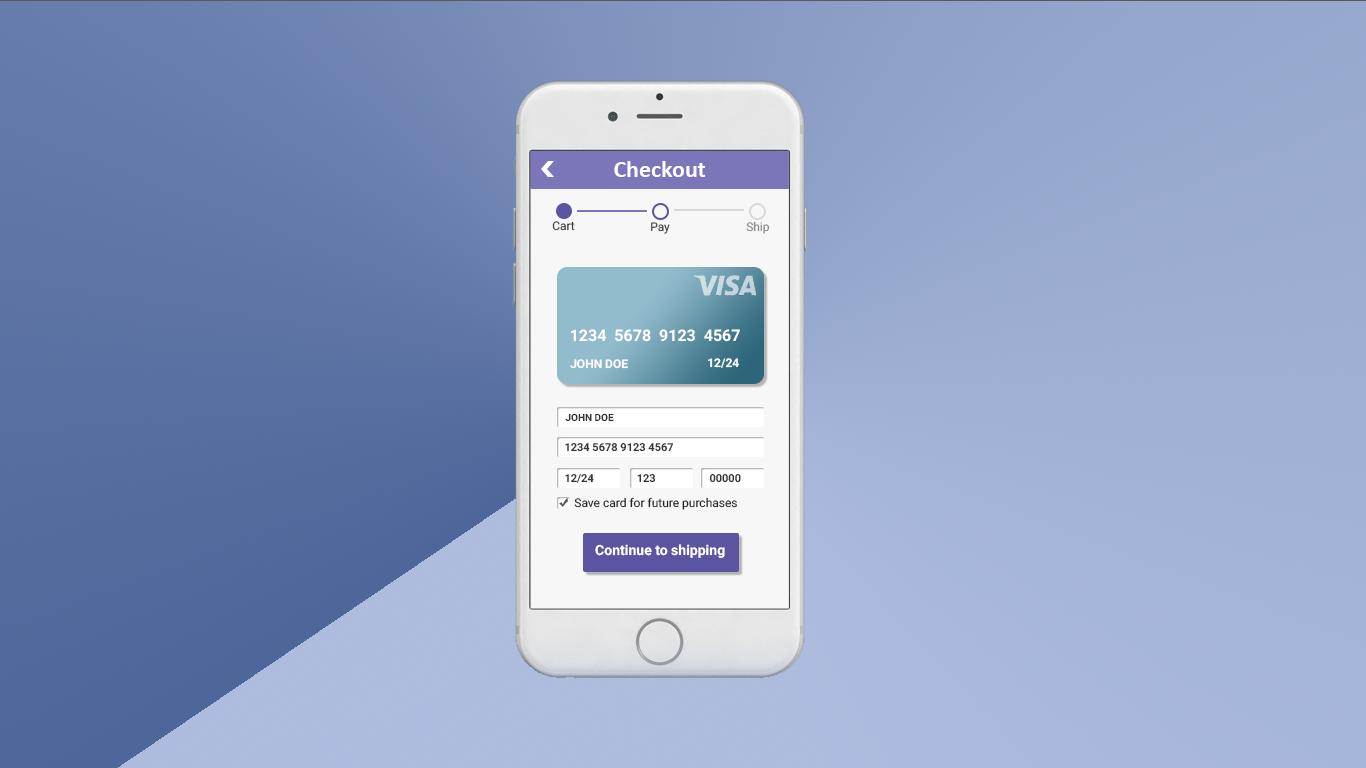 Checkout
Cart Pay Ship
VISA
1234 5678 9123 4567
JOHN DOE 12/24
JOHN DOE
1234 5678 9123 4567
12/24 123 00000
Save card for future purchases
Continue to shipping